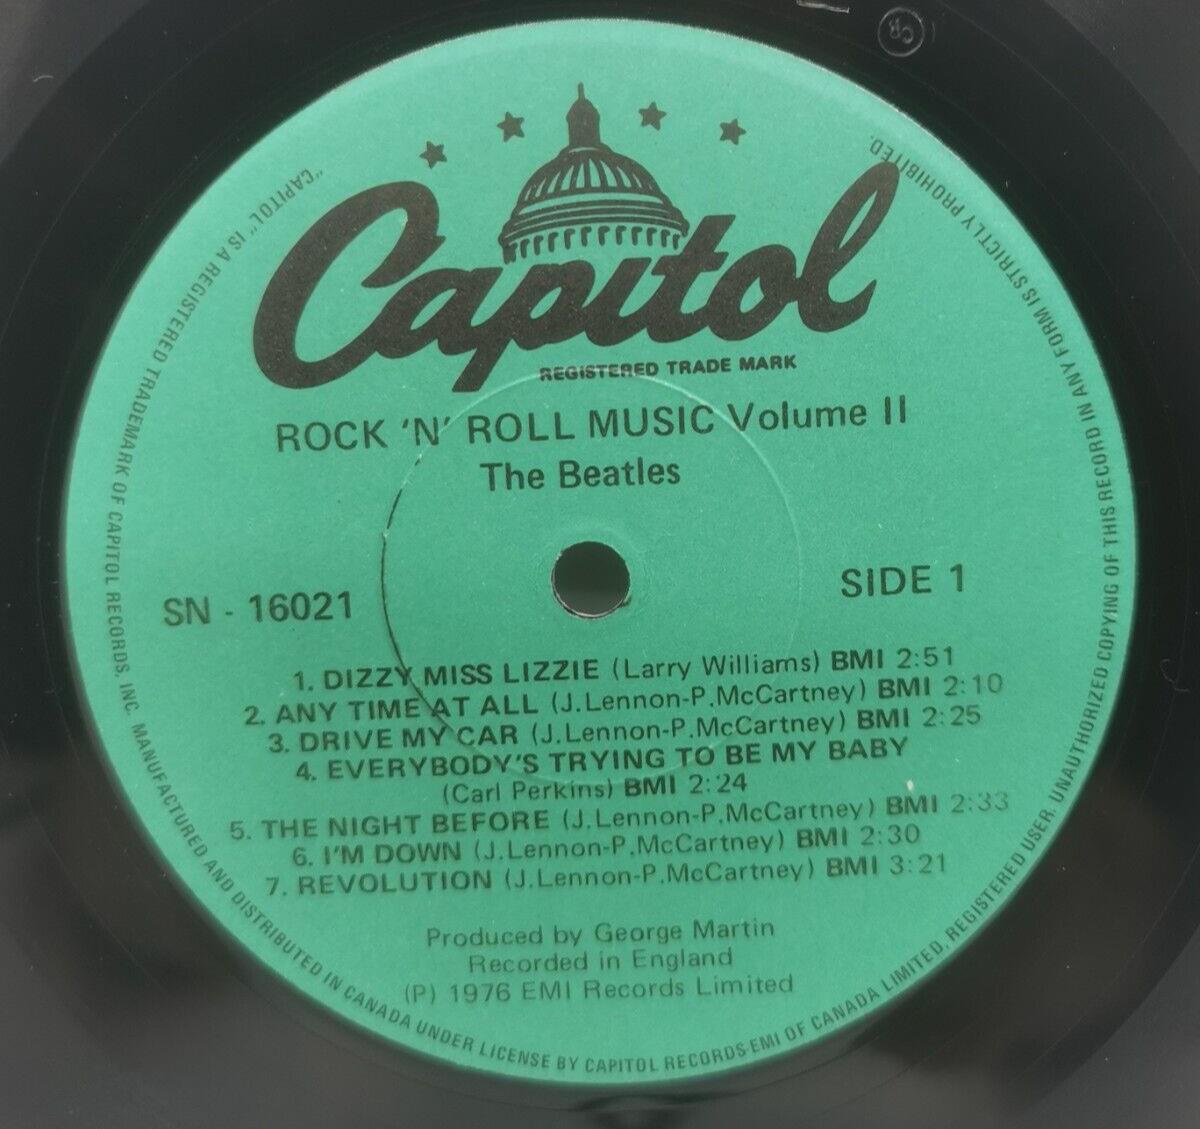 Capitol
REGISTERED TRADE MARK
ROCK 'N' ROLL MUSIC Volume II
The Beatles
SN - 16021
SIDE 1
1. DIZZY MISS LIZZIE (Larry Williams) BMI 2:51
2. ANY TIME AT ALL (J.Lennon-P.McCartney) BMI 2:10
3. DRIVE MY CAR (J.Lennon-P.McCartney) BMI 2:25
4. EVERYBODY'S TRYING TO BE MY BABY
(Carl Perkins) BMI 2:24
5. THE NIGHT BEFORE (J.Lennon-P.McCartney) BMI 2:33
6. I'M DOWN (J.Lennon-P.McCartney) BMI 2:30
7. REVOLUTION (J.Lennon-P.McCartney) BMI 3:21
Produced by George Martin
Recorded in England
(P) 1976 EMI Records Limited
"CAPITOL" IS A REGISTERED TRADEMARK OF CAPITOL RECORDS, INC. MANUFACTURED AND DISTRIBUTED IN CANADA UNDER LICENSE BY CAPITOL RECORDS-EMI OF CANADA LIMITED, REGISTERED USER. UNAUTHORIZED COPYING OF THIS RECORD IN ANY FORM IS STRICTLY PROHIBITED.
CB